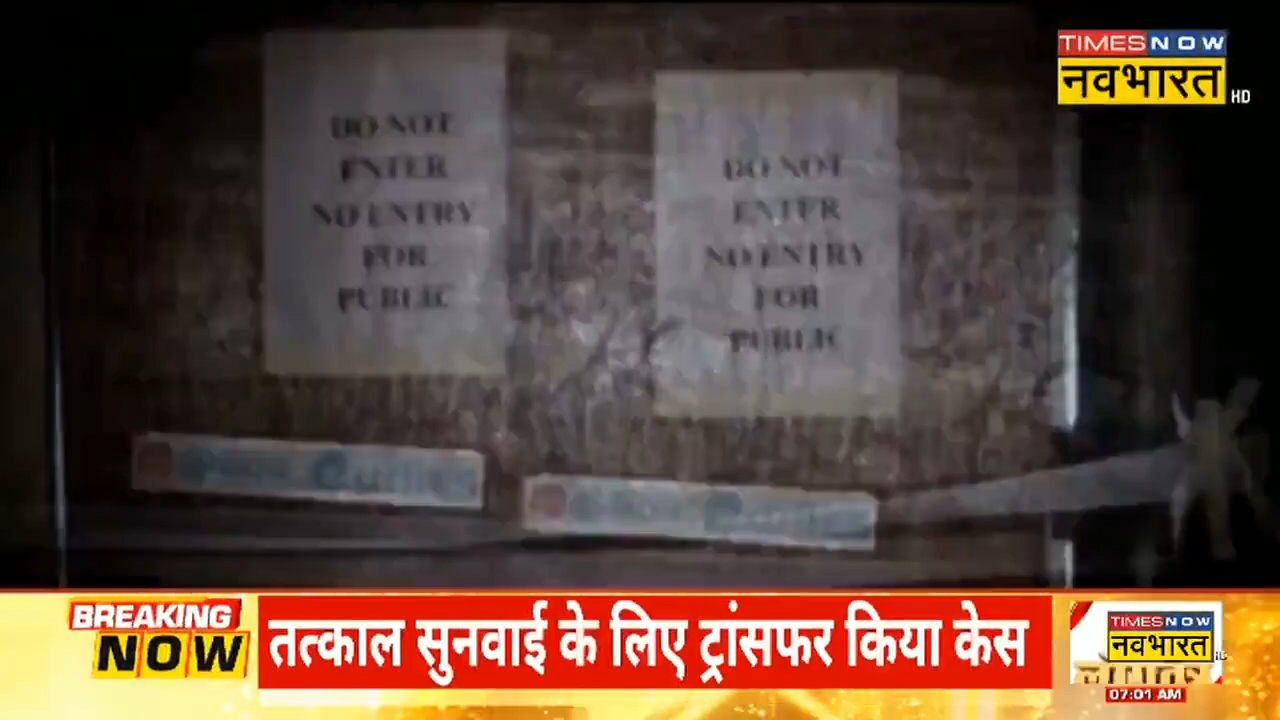 TIMES NOW
नवभारत HD
DO NOT
ENTER
NO ENTRY
FOR
PUBLIC
DO NOT
ENTER
NO ENTRY
FOR
PUBLIC
BREAKING
NOW
तत्काल सुनवाई के लिए ट्रांसफर किया केस
TIMES NOW
नवभारत
07:01 AM